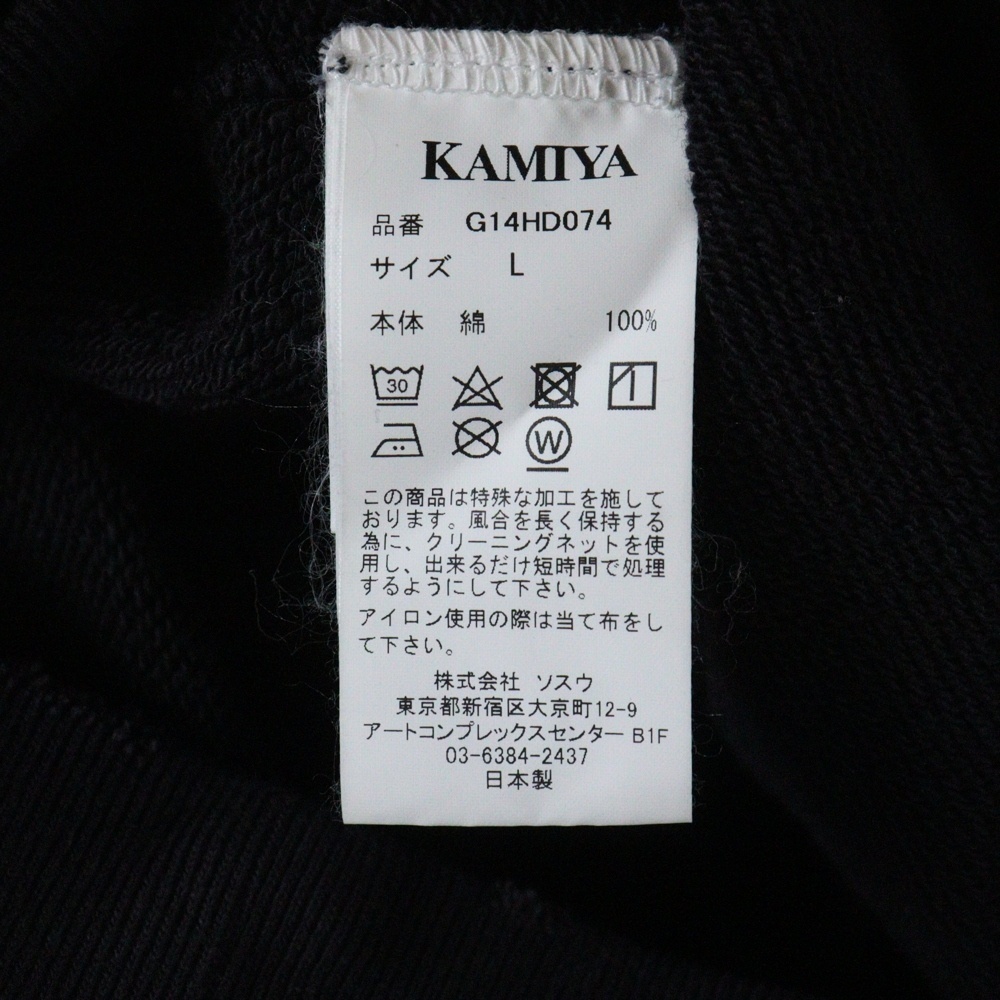 KAMIYA
品番 G14HD074
サイズ L
本体 綿 100%
30
W
この商品は特殊な加工を施して
おります。風合を長く保持する
為に、クリーニングネットを使
用し、出来るだけ短時間で処理
するようにして下さい。
アイロン使用の際は当て布をし
て下さい。
株式会社 ソスウ
東京都新宿区大京町12-9
アートコンプレックスセンター B1F
03-6384-2437
日本製